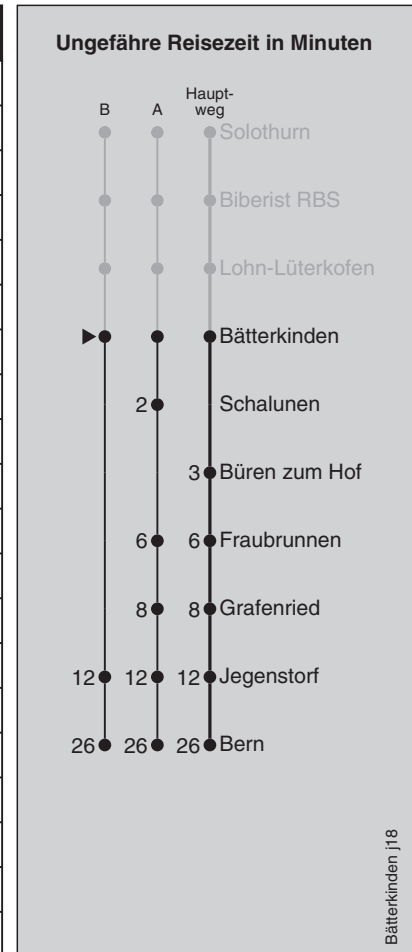 Ungefähre Reisezeit in Minuten
Haupt-
B A weg
Solothurn
Biberist RBS
Lohn-Lüterkofen
Bätterkinden
2 Schalunen
3 Büren zum Hof
6 6 Fraubrunnen
8 8 Grafenried
12 12 12 Jegenstorf
26 26 26 Bern
Bätterkinden j18